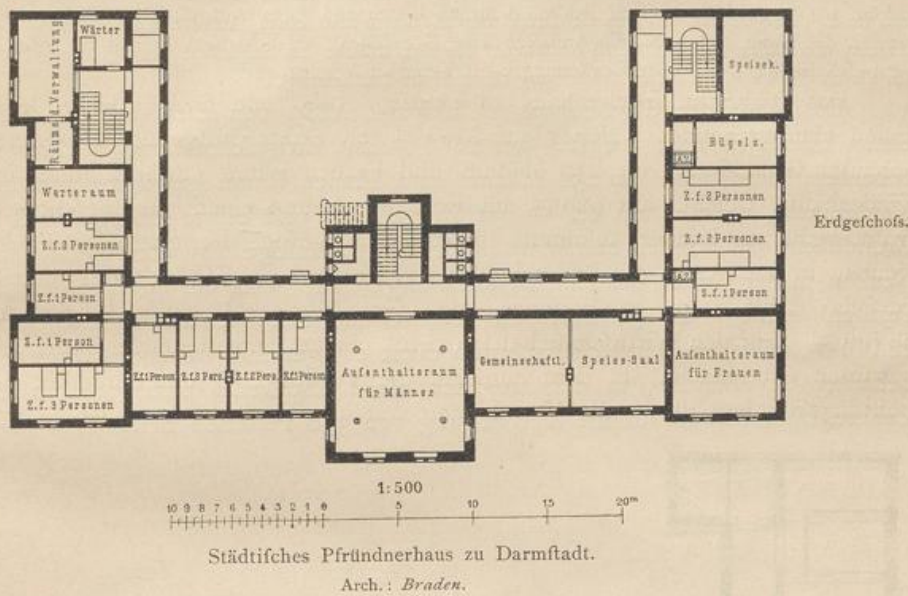 Räume d. Verwaltung
Wärter
Speisek.
Bügelz.
Warteraum
Z.f.2 Personen
Erdgeſchoſs.
Z.f.3 Personen
Z.f.2 Personen
Z.f.1 Person
Z.f.1 Person
Z.f.1 Person
Z.f.3 Personen
Z.f.1 Person
Z.f.2 Pers.
Z.f.2 Pers.
Z.f.1 Person
Aufenthaltsraum
für Männer
Gemeinschaftl.
Speise-Saal
Aufenthaltsraum
für Frauen
1:500
10 9 8 7 6 5 4 3 2 1 0 5 10 15 20m
Städtiſches Pfründnerhaus zu Darmſtadt.
Arch.: Braden.